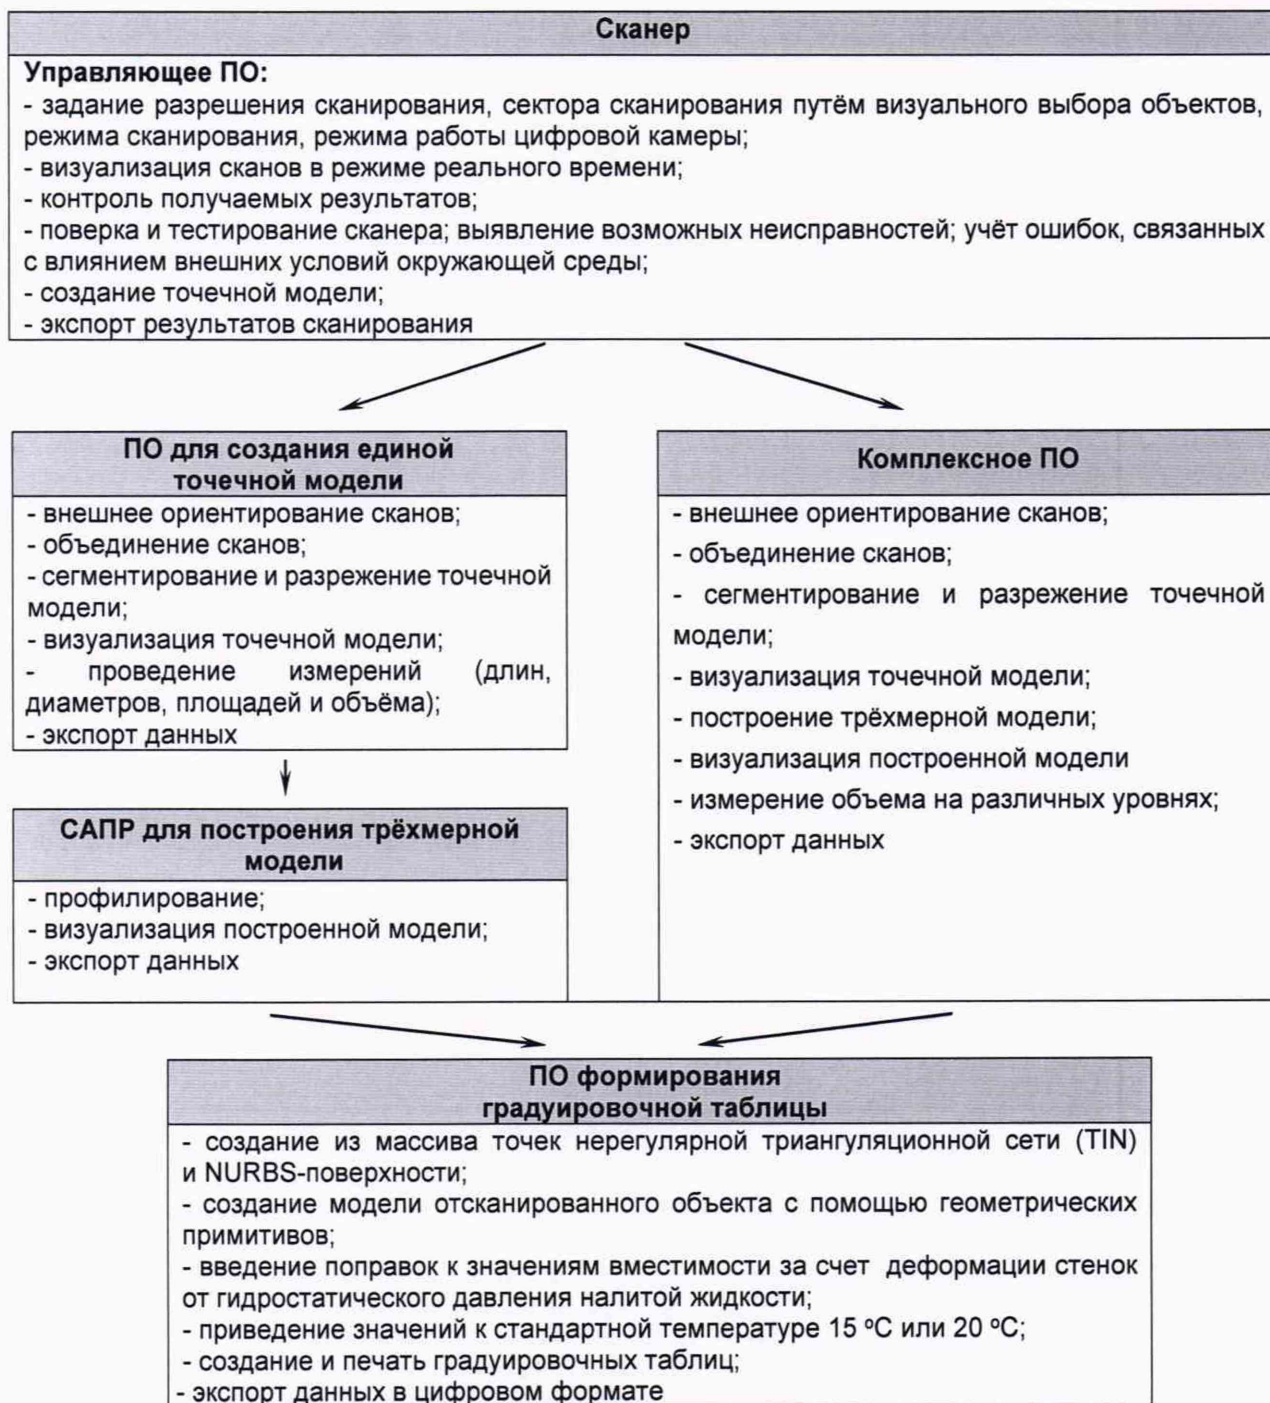 Сканер
Управляющее ПО:
- задание разрешения сканирования, сектора сканирования путём визуального выбора объектов,
режима сканирования, режима работы цифровой камеры;
- визуализация сканов в режиме реального времени;
- контроль получаемых результатов;
- поверка и тестирование сканера; выявление возможных неисправностей; учёт ошибок, связанных
с влиянием внешних условий окружающей среды;
- создание точечной модели;
- экспорт результатов сканирования
ПО для создания единой
точечной модели
- внешнее ориентирование сканов;
- объединение сканов;
- сегментирование и разрежение точечной
модели;
- визуализация точечной модели;
- проведение измерений (длин,
диаметров, площадей и объёма);
- экспорт данных
САПР для построения трёхмерной
модели
- профилирование;
- визуализация построенной модели;
- экспорт данных
Комплексное ПО
- внешнее ориентирование сканов;
- объединение сканов;
- сегментирование и разрежение точечной
модели;
- визуализация точечной модели;
- построение трёхмерной модели;
- визуализация построенной модели
- измерение объема на различных уровнях;
- экспорт данных
ПО формирования
градуировочной таблицы
- создание из массива точек нерегулярной триангуляционной сети (TIN)
и NURBS-поверхности;
- создание модели отсканированного объекта с помощью геометрических
примитивов;
- введение поправок к значениям вместимости за счет деформации стенок
от гидростатического давления налитой жидкости;
- приведение значений к стандартной температуре 15 ºС или 20 ºС;
- создание и печать градуировочных таблиц;
- экспорт данных в цифровом формате